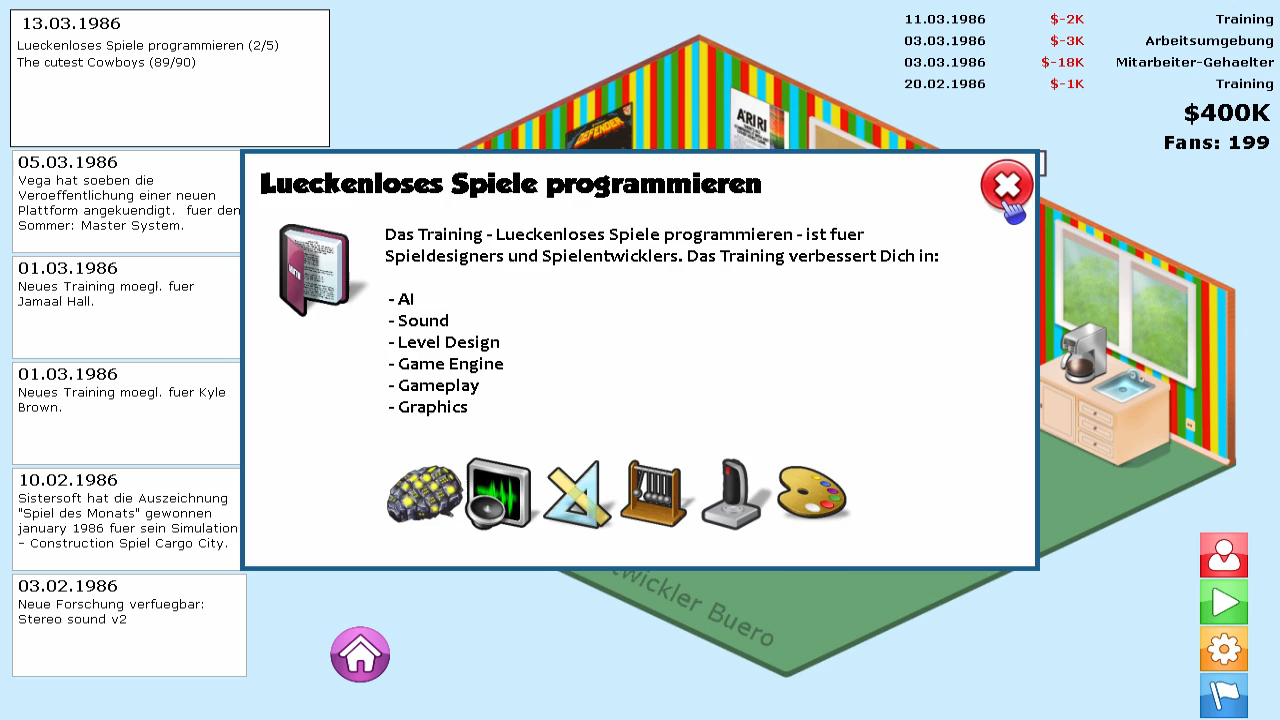 13.03.1986
Lueckenloses Spiele programmieren (2/5)
The cutest Cowboys (89/90)
05.03.1986
Vega hat soeben die
Veroeffentlichung einer neuen
Plattform angekuendigt. fuer den
Sommer: Master System.
01.03.1986
Neues Training moegl. fuer
Jamaal Hall.
01.03.1986
Neues Training moegl. fuer Kyle
Brown.
10.02.1986
Sistersoft hat die Auszeichnung
"Spiel des Monats" gewonnen
january 1986 fuer sein Simulation
- Construction Spiel Cargo City.
03.02.1986
Neue Forschung verfuegbar:
Stereo sound v2
11.03.1986 $-2K Training
03.03.1986 $-3K Arbeitsumgebung
03.03.1986 $-18K Mitarbeiter-Gehaelter
20.02.1986 $-1K Training
$400K
Fans: 199
DEFENDER
ARIRI
Lueckenloses Spiele programmieren
Das Training - Lueckenloses Spiele programmieren - ist fuer
Spieldesigners und Spielentwicklers. Das Training verbessert Dich in:
- AI
- Sound
- Level Design
- Game Engine
- Gameplay
- Graphics
twickler Buero